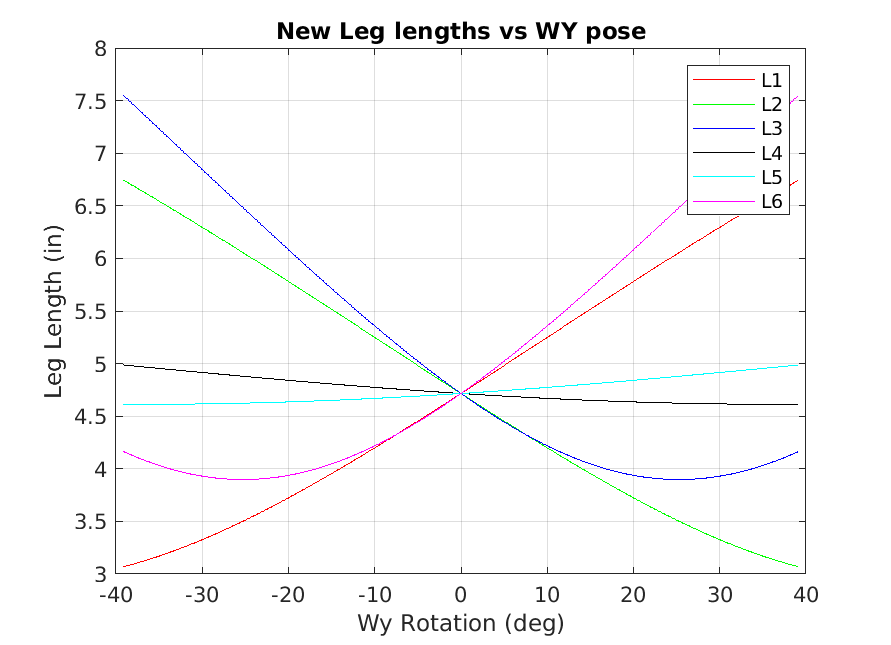 New Leg lengths vs WY pose
8
7.5
7
6.5
6
5.5
5
4.5
4
3.5
3
Leg Length (in)
L1
L2
L3
L4
L5
L6
-40 -30 -20 -10 0 10 20 30 40
Wy Rotation (deg)